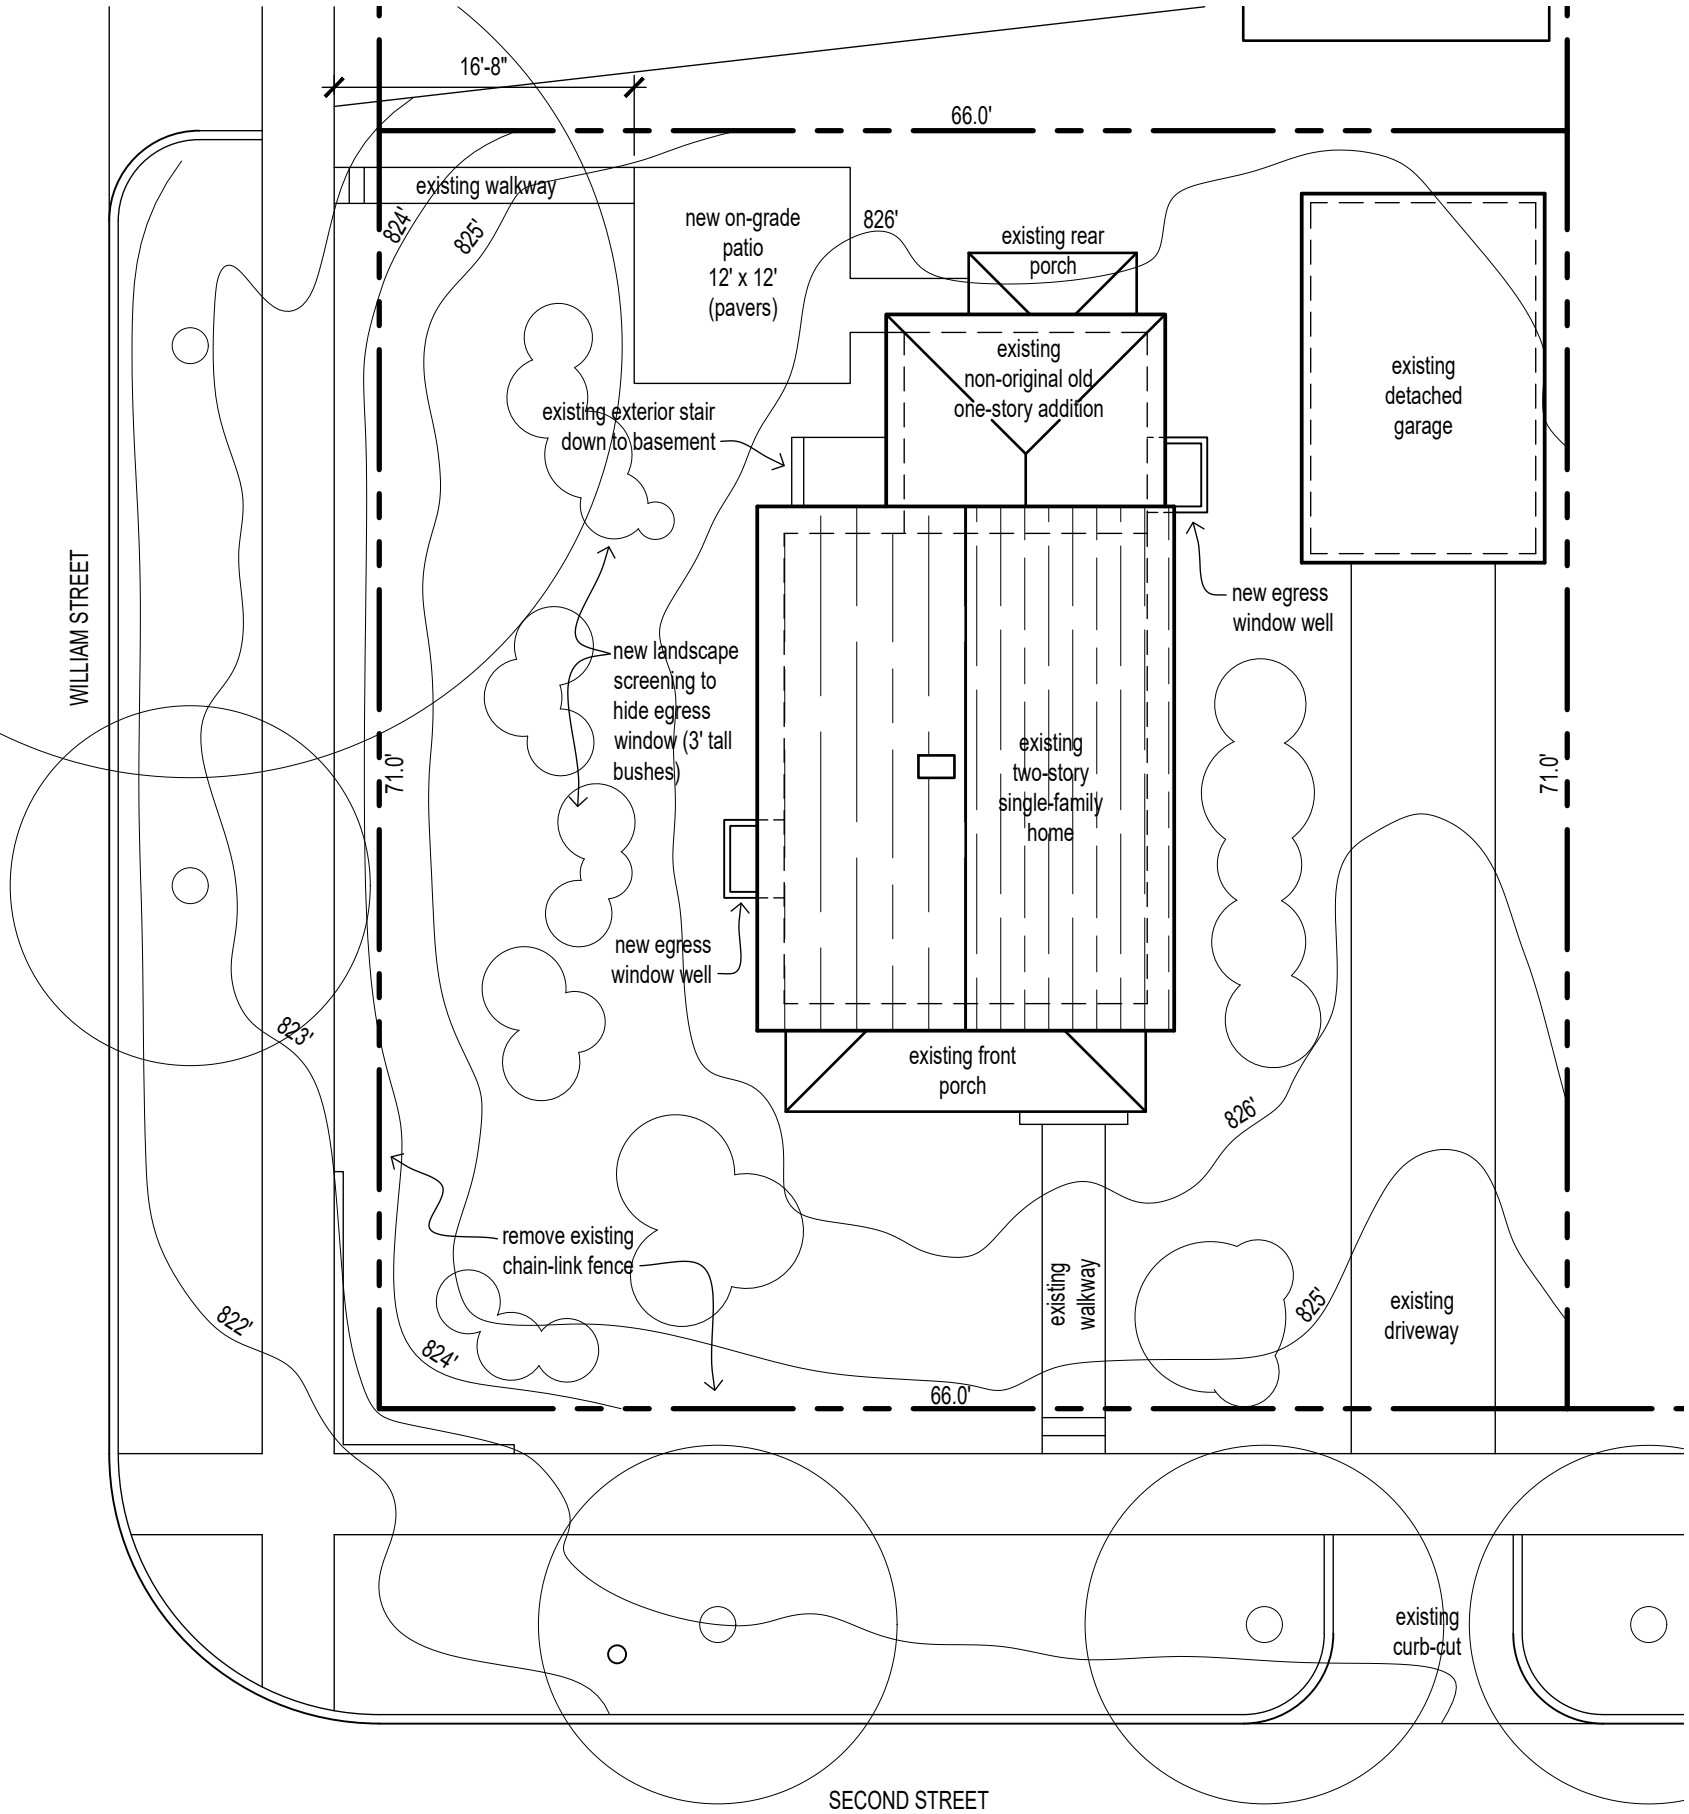 16'-8"
66.0'
existing walkway
824'
825'
new on-grade
patio
12' x 12'
(pavers)
826'
existing rear
porch
existing
non-original old
one-story addition
existing
detached
garage
existing exterior stair
down to basement
new egress
window well
WILLIAM STREET
new landscape
screening to
hide egress
window (3' tall
bushes)
71.0'
existing
two-story
single-family
home
71.0'
new egress
window well
823'
existing front
porch
826'
remove existing
chain-link fence
existing
walkway
822'
824'
825'
existing
driveway
66.0'
existing
curb-cut
SECOND STREET